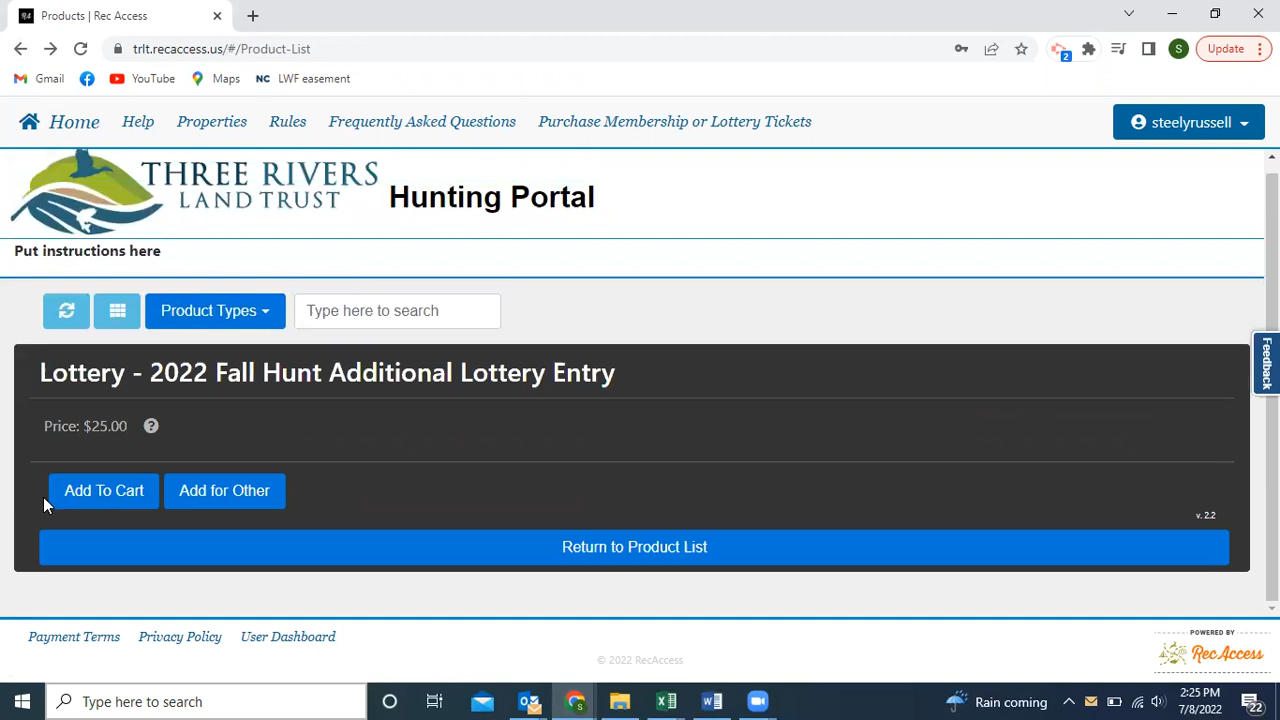 Products | Rec Access
trlt.recaccess.us/#/Product-List
2
S
Update
Gmail
YouTube
Maps
NC LWF easement
Home
Help
Properties
Rules
Frequently Asked Questions
Purchase Membership or Lottery Tickets
steelyrussell
THREE RIVERS
LAND TRUST
Hunting Portal
Put instructions here
Product Types
Type here to search
Feedback
Lottery - 2022 Fall Hunt Additional Lottery Entry
Price: $25.00 ?
Add To Cart
Add for Other
v. 2.2
Return to Product List
Payment Terms
Privacy Policy
User Dashboard
POWERED BY
RecAccess
© 2022 RecAccess
Type here to search
Rain coming
2:25 PM
7/8/2022
22